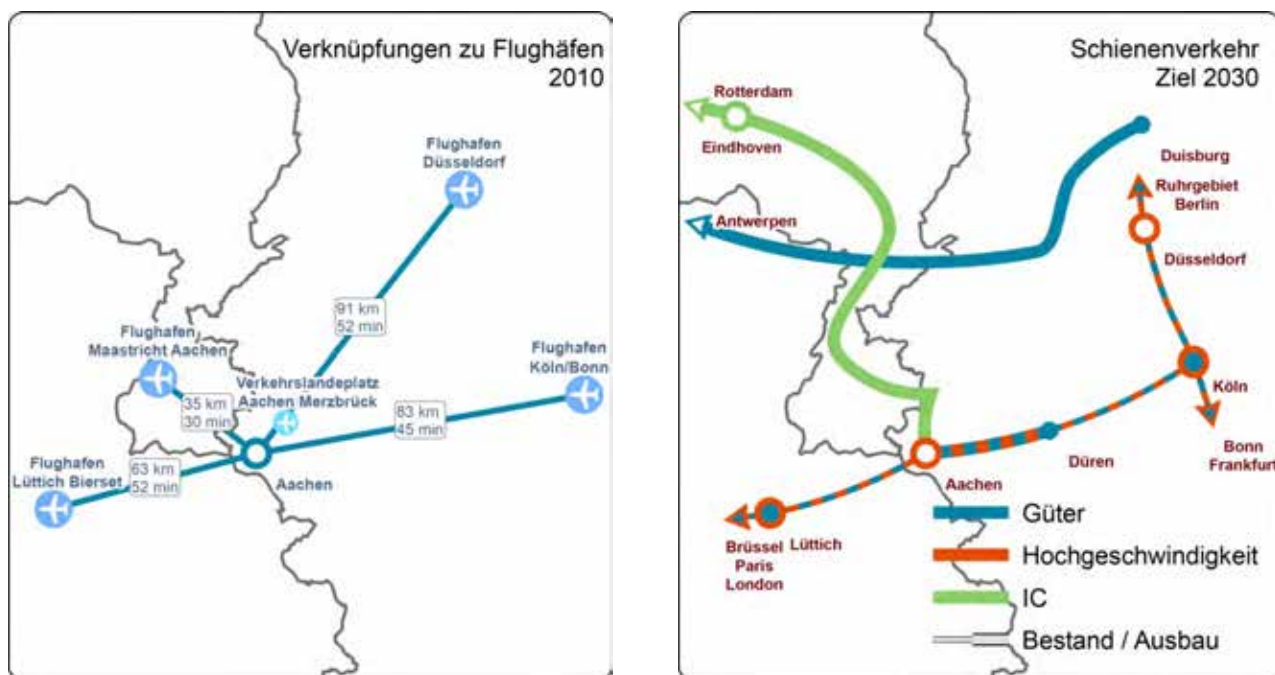 Verknüpfungen zu Flughäfen
2010
Flughafen
Düsseldorf
91 km
52 min
Flughafen
Maastricht Aachen
35 km
30 min
Verkehrslandeplatz
Aachen Merzbrück
Flughafen
Köln/Bonn
83 km
45 min
Flughafen
Lüttich Bierset
63 km
52 min
Aachen
Schienenverkehr
Ziel 2030
Rotterdam
Eindhoven
Duisburg
Ruhrgebiet
Berlin
Antwerpen
Düsseldorf
Köln
Bonn
Frankfurt
Düren
Aachen
Lüttich
Brüssel
Paris
London
Güter
Hochgeschwindigkeit
IC
Bestand / Ausbau